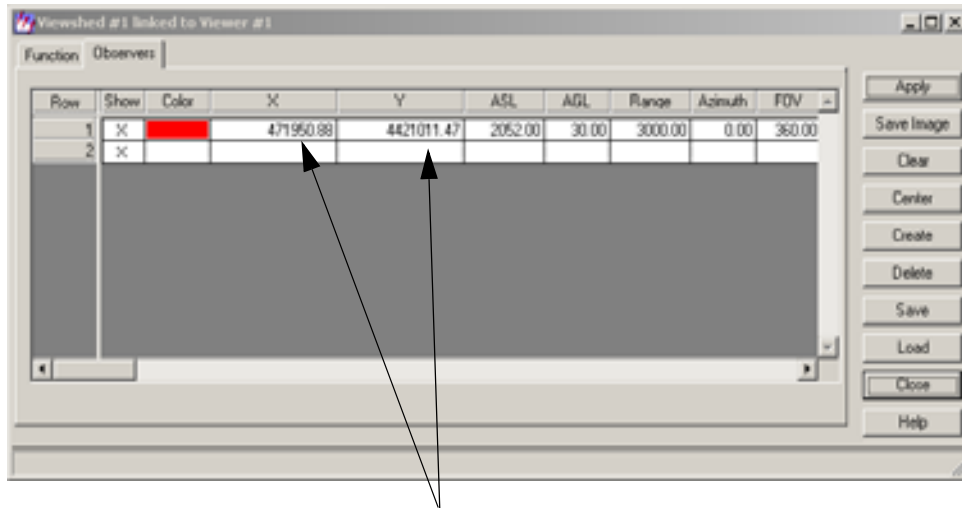 Viewshed #1 linked to Viewer #1
Function Observers
Row Show Color X Y ASL AGL Range Azimuth FOV
1 X 471950.88 4421011.47 2052.00 30.00 3000.00 0.00 360.00
2 X
Apply
Save Image
Clear
Center
Create
Delete
Save
Load
Close
Help